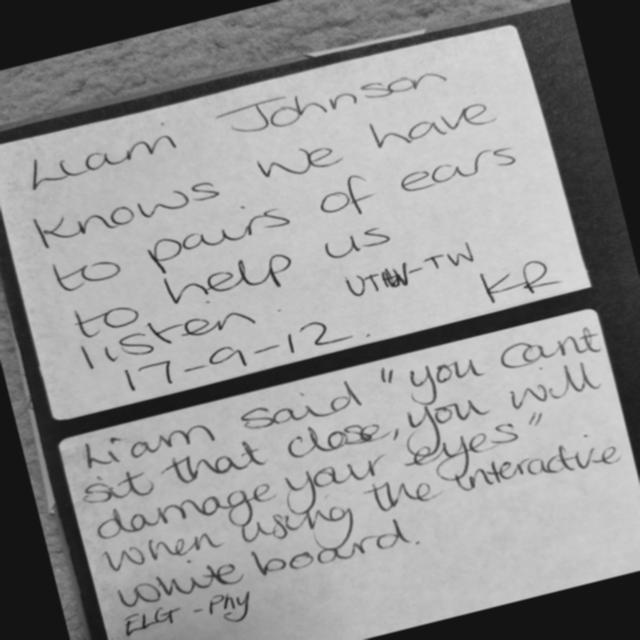 Liam Johnson
knows we have
to pairs of ears
to help us
listen.
17-9-12.
UTW-TW
KR
Liam said "you cant
sit that close, you will
damage your eyes"
when using the interactive
white board.
ELGT - Phy